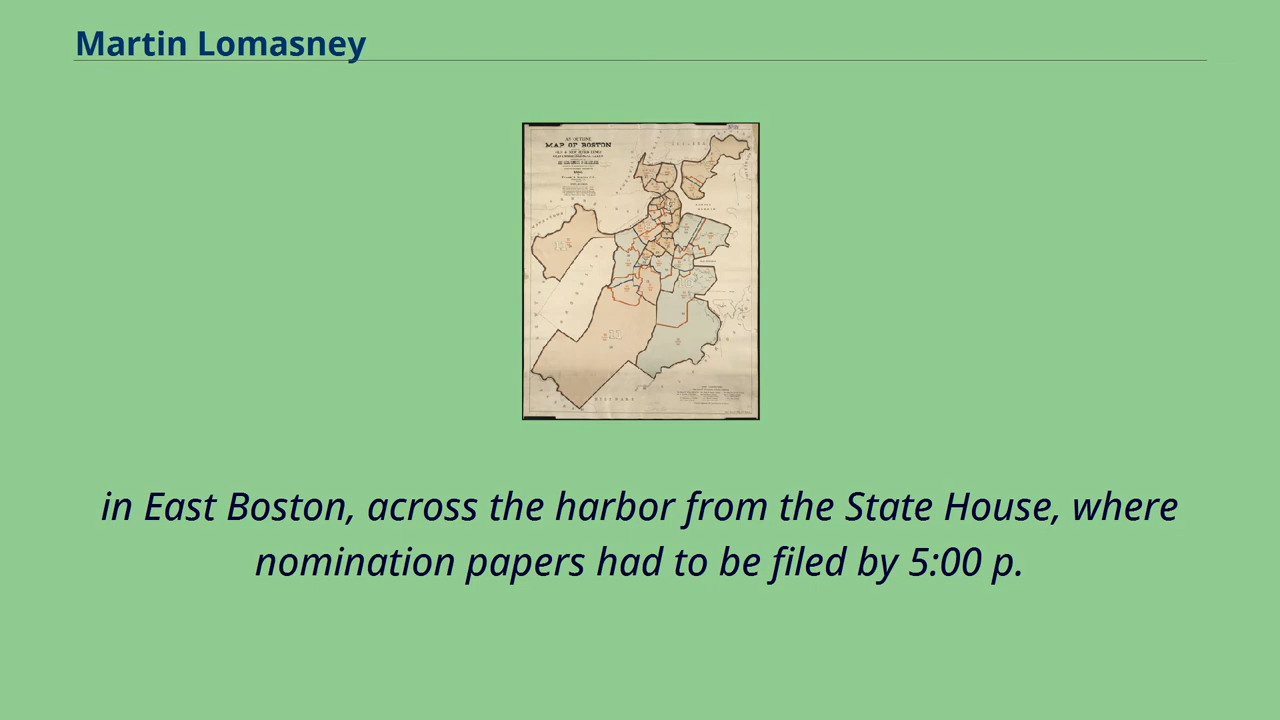 Martin Lomasney
MAP OF BOSTON
in East Boston, across the harbor from the State House, where
nomination papers had to be filed by 5:00 p.